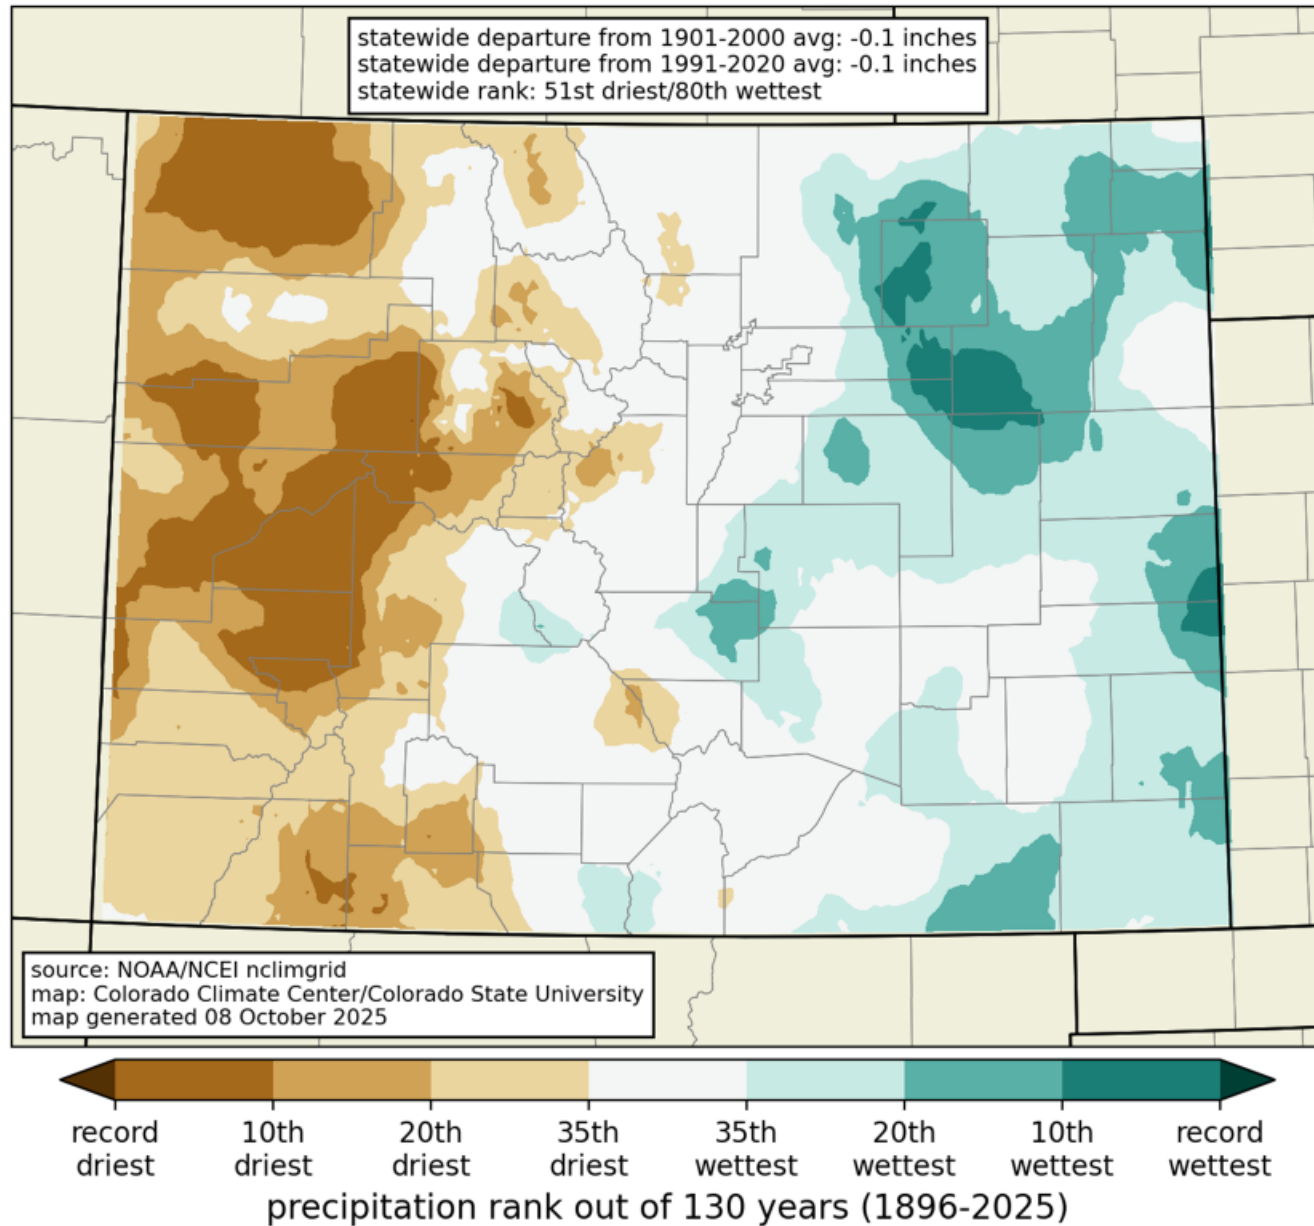 statewide departure from 1901-2000 avg: -0.1 inches
statewide departure from 1991-2020 avg: -0.1 inches
statewide rank: 51st driest/80th wettest
source: NOAA/NCEI nclimgrid
map: Colorado Climate Center/Colorado State University
map generated 08 October 2025
record driest
10th driest
20th driest
35th driest
35th wettest
20th wettest
10th wettest
record wettest
precipitation rank out of 130 years (1896-2025)